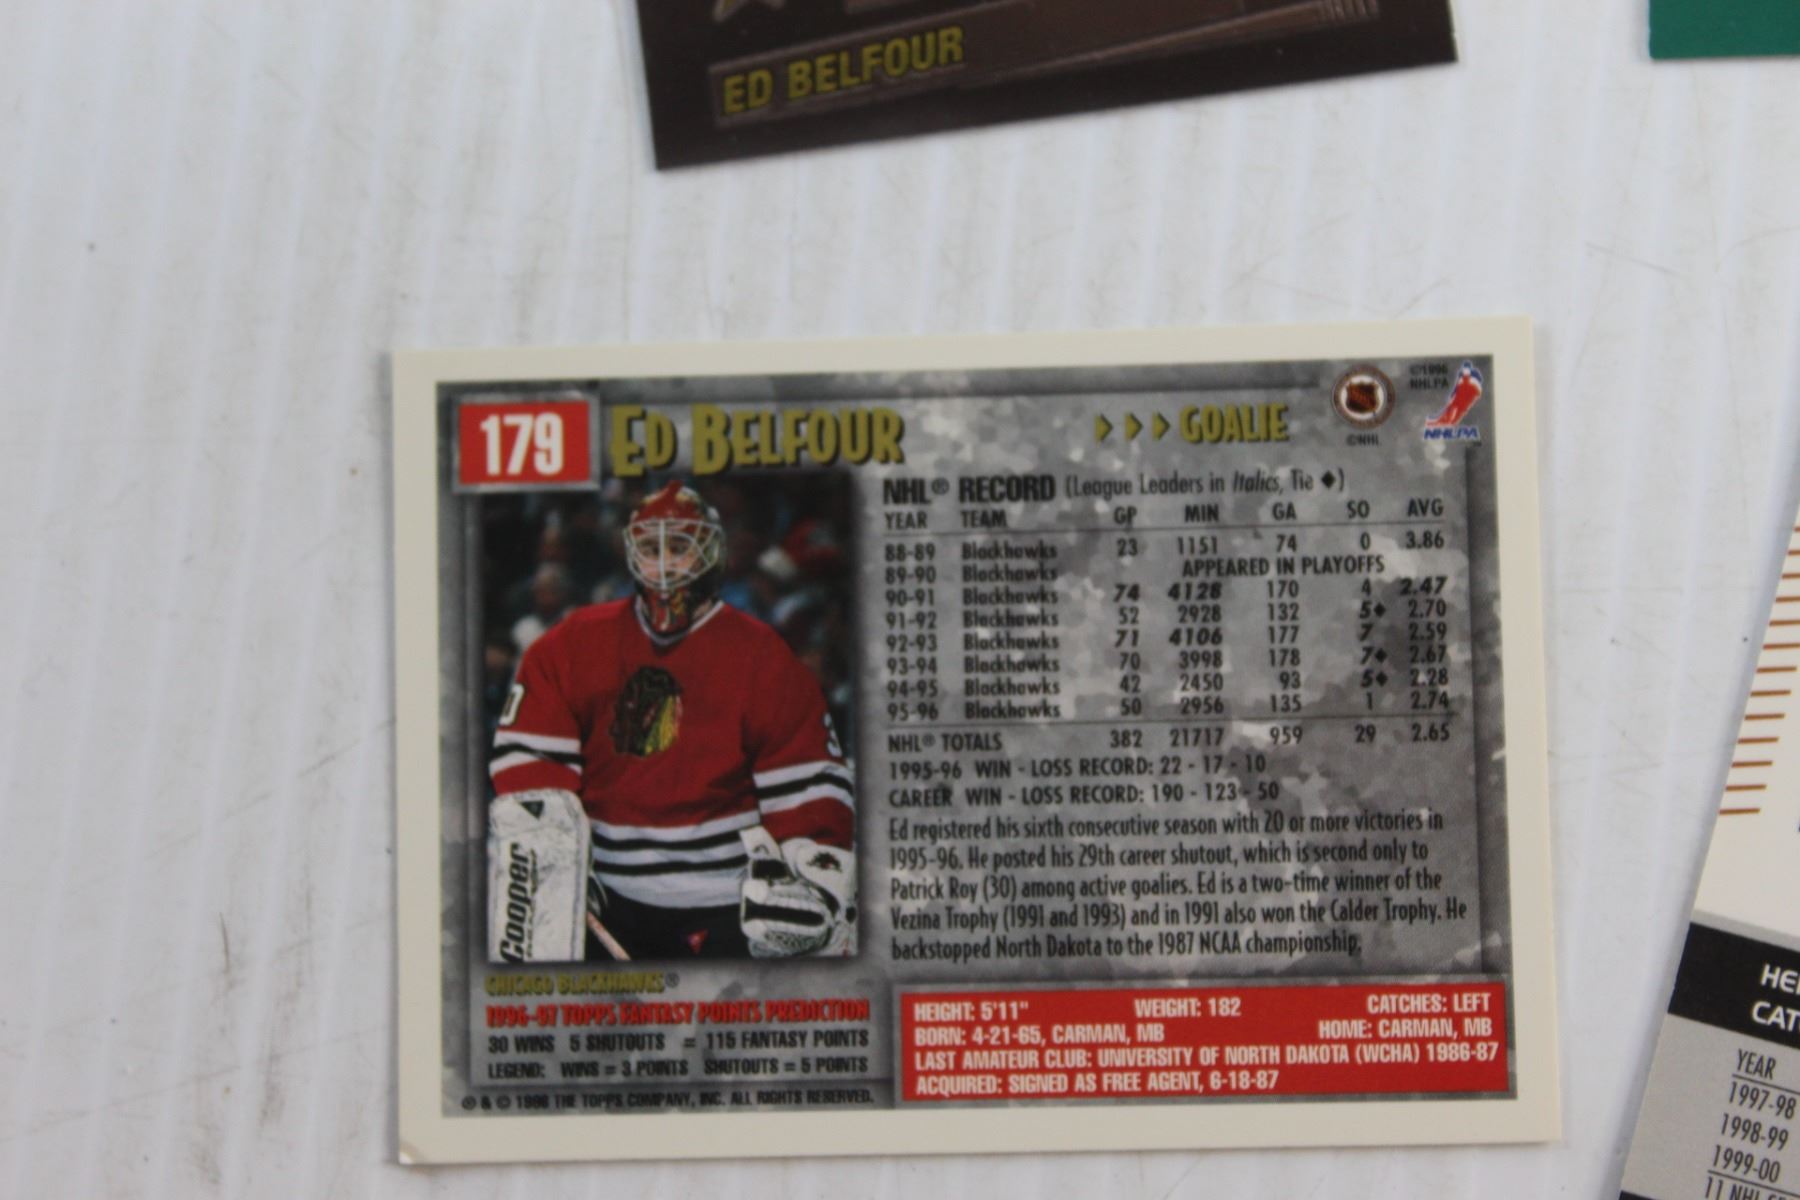 ED BELFOUR
179
ED BELFOUR
▸ ▸ ▸ GOALIE
©NHL
©1996
NHLPA
NHLPA
NHL® RECORD (League Leaders in Italics, Tie ♦)
YEAR TEAM GP MIN GA SO AVG
88-89 Blackhawks 23 1151 74 0 3.86
89-90 Blackhawks APPEARED IN PLAYOFFS
90-91 Blackhawks 74 4128 170 4 2.47
91-92 Blackhawks 52 2928 132 5♦ 2.70
92-93 Blackhawks 71 4106 177 7 2.59
93-94 Blackhawks 70 3998 178 7♦ 2.67
94-95 Blackhawks 42 2450 93 5♦ 2.28
95-96 Blackhawks 50 2956 135 1 2.74
NHL® TOTALS 382 21717 959 29 2.65
1995-96 WIN - LOSS RECORD: 22 - 17 - 10
CAREER WIN - LOSS RECORD: 190 - 123 - 50
Ed registered his sixth consecutive season with 20 or more victories in
1995-96. He posted his 29th career shutout, which is second only to
Patrick Roy (30) among active goalies. Ed is a two-time winner of the
Vezina Trophy (1991 and 1993) and in 1991 also won the Calder Trophy. He
backstopped North Dakota to the 1987 NCAA championship.
Cooper
CHICAGO BLACKHAWKS®
1996-97 TOPPS FANTASY POINTS PREDICTION
30 WINS 5 SHUTOUTS = 115 FANTASY POINTS
LEGEND: WINS = 3 POINTS SHUTOUTS = 5 POINTS
® & © 1996 THE TOPPS COMPANY, INC. ALL RIGHTS RESERVED.
HEIGHT: 5'11" WEIGHT: 182 CATCHES: LEFT
BORN: 4-21-65, CARMAN, MB HOME: CARMAN, MB
LAST AMATEUR CLUB: UNIVERSITY OF NORTH DAKOTA (WCHA) 1986-87
ACQUIRED: SIGNED AS FREE AGENT, 6-18-87
YEAR
1997-98
1998-99
1999-00